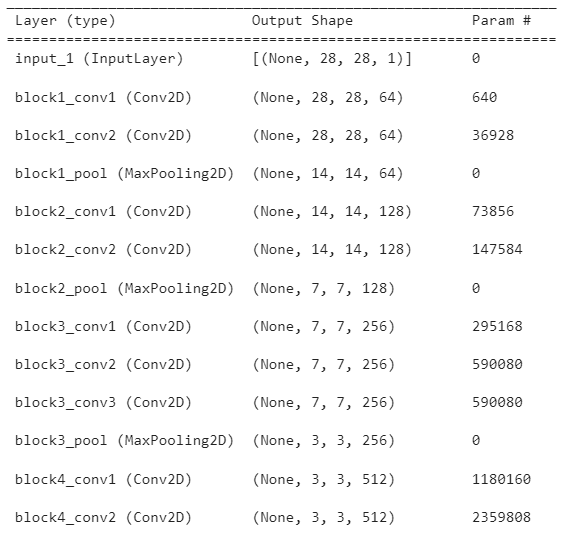 Layer (type) Output Shape Param #
input_1 (InputLayer) [(None, 28, 28, 1)] 0
block1_conv1 (Conv2D) (None, 28, 28, 64) 640
block1_conv2 (Conv2D) (None, 28, 28, 64) 36928
block1_pool (MaxPooling2D) (None, 14, 14, 64) 0
block2_conv1 (Conv2D) (None, 14, 14, 128) 73856
block2_conv2 (Conv2D) (None, 14, 14, 128) 147584
block2_pool (MaxPooling2D) (None, 7, 7, 128) 0
block3_conv1 (Conv2D) (None, 7, 7, 256) 295168
block3_conv2 (Conv2D) (None, 7, 7, 256) 590080
block3_conv3 (Conv2D) (None, 7, 7, 256) 590080
block3_pool (MaxPooling2D) (None, 3, 3, 256) 0
block4_conv1 (Conv2D) (None, 3, 3, 512) 1180160
block4_conv2 (Conv2D) (None, 3, 3, 512) 2359808